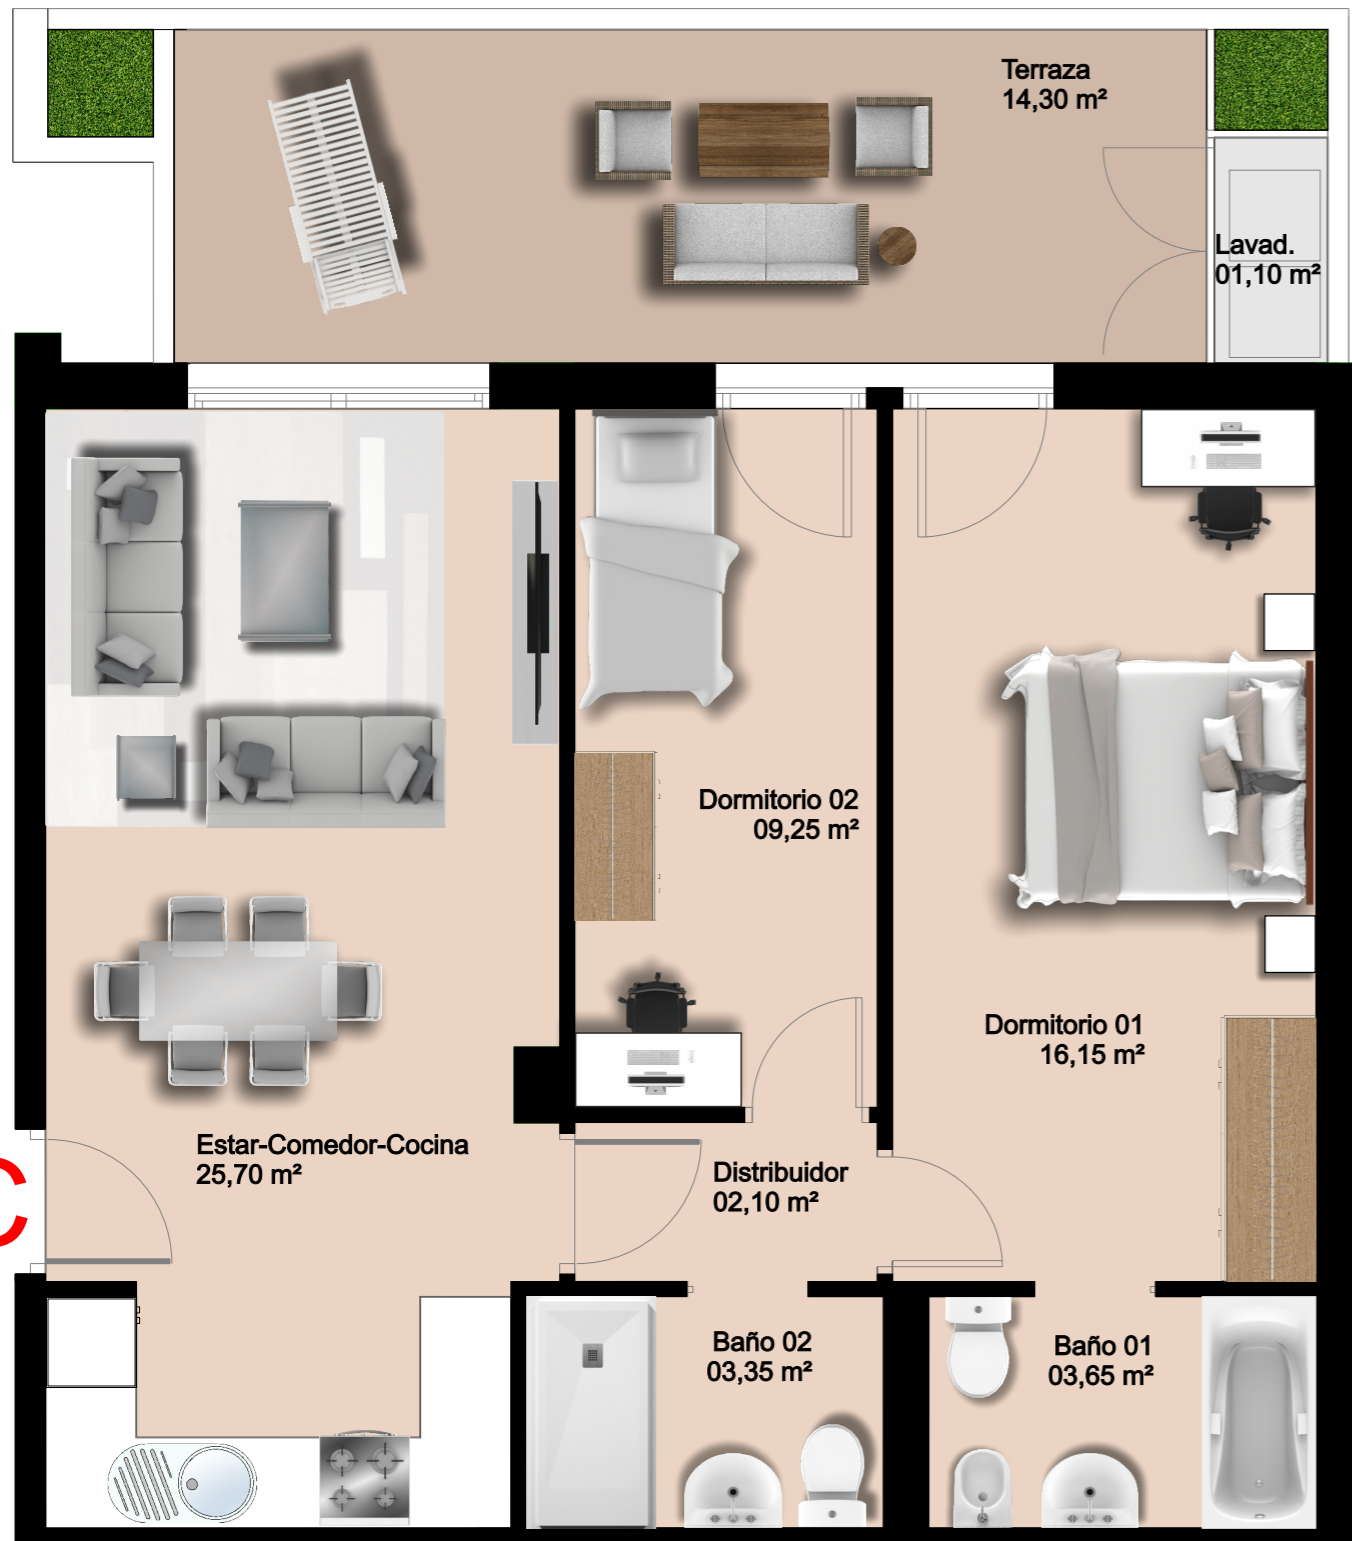 Terraza
14,30 m²
Lavad.
01,10 m²
Dormitorio 02
09,25 m²
Dormitorio 01
16,15 m²
Estar-Comedor-Cocina
25,70 m²
Distribuidor
02,10 m²
C
Baño 02
03,35 m²
Baño 01
03,65 m²